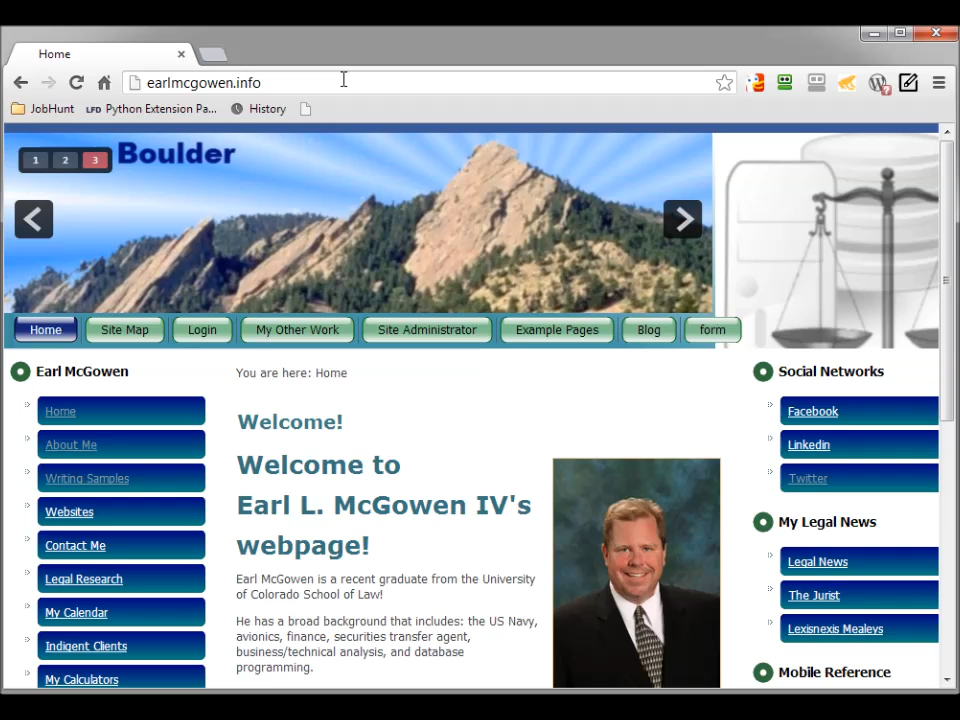 Home
earlmcgowen.info
JobHunt LFD Python Extension Pa... History
1 2 3 Boulder
Home Site Map Login My Other Work Site Administrator Example Pages Blog form
Earl McGowen
Home
About Me
Writing Samples
Websites
Contact Me
Legal Research
My Calendar
Indigent Clients
My Calculators
You are here: Home
Welcome!
Welcome to
Earl L. McGowen IV's
webpage!
Earl McGowen is a recent graduate from the University
of Colorado School of Law!
He has a broad background that includes: the US Navy,
avionics, finance, securities transfer agent,
business/technical analysis, and database
programming.
Social Networks
Facebook
Linkedin
Twitter
My Legal News
Legal News
The Jurist
Lexisnexis Mealeys
Mobile Reference